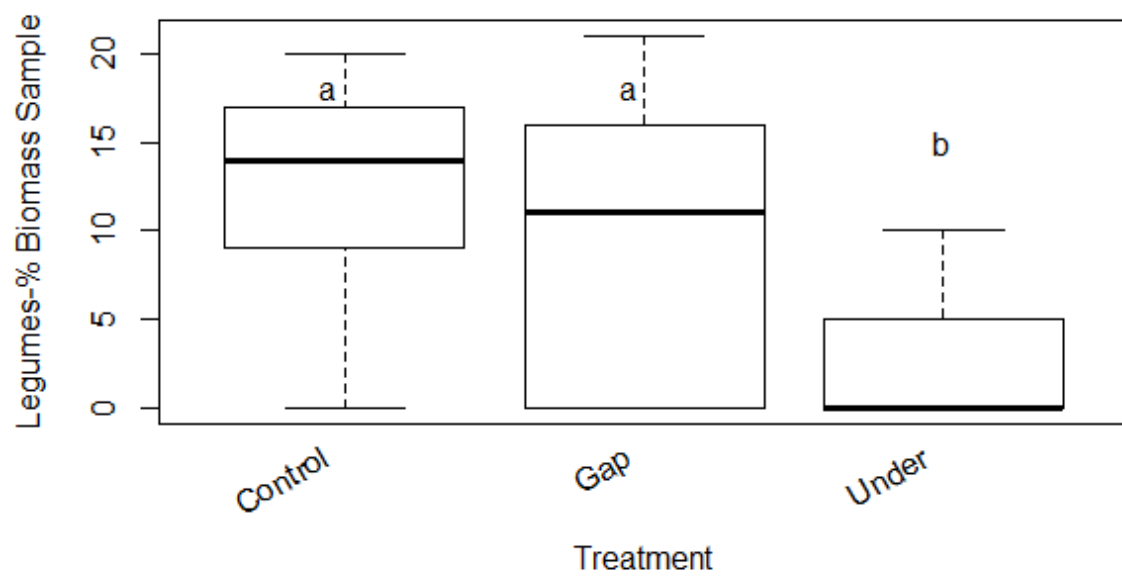 Legumes-% Biomass Sample
20
15
10
5
0
a
a
b
Control
Gap
Under
Treatment